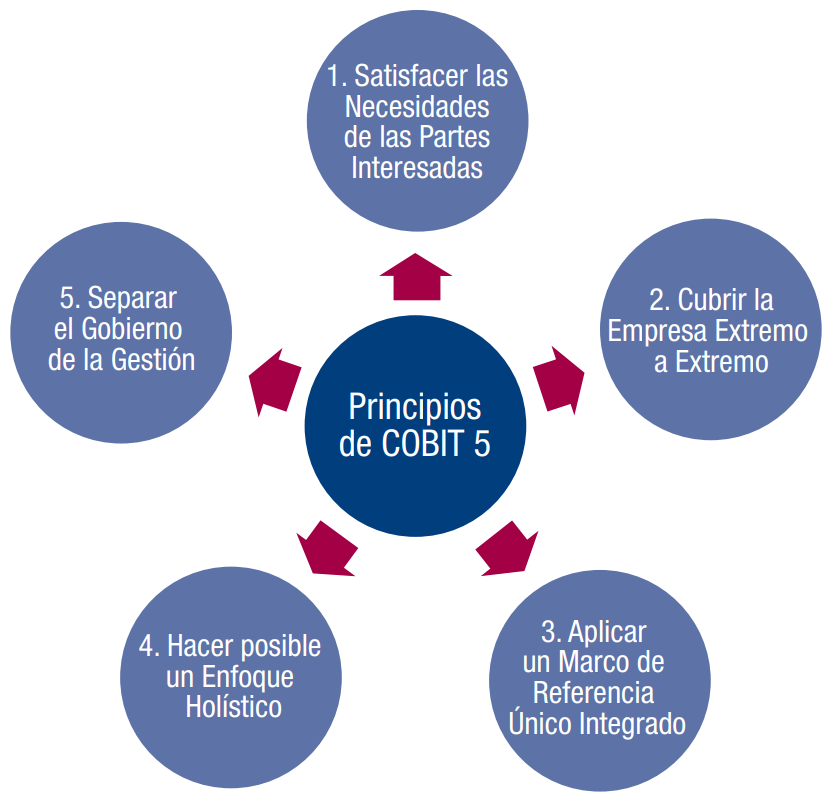 1. Satisfacer las
Necesidades
de las Partes
Interesadas
2. Cubrir la
Empresa Extremo
a Extremo
3. Aplicar
un Marco de
Referencia
Único Integrado
4. Hacer posible
un Enfoque
Holístico
5. Separar
el Gobierno
de la Gestión
Principios
de COBIT 5